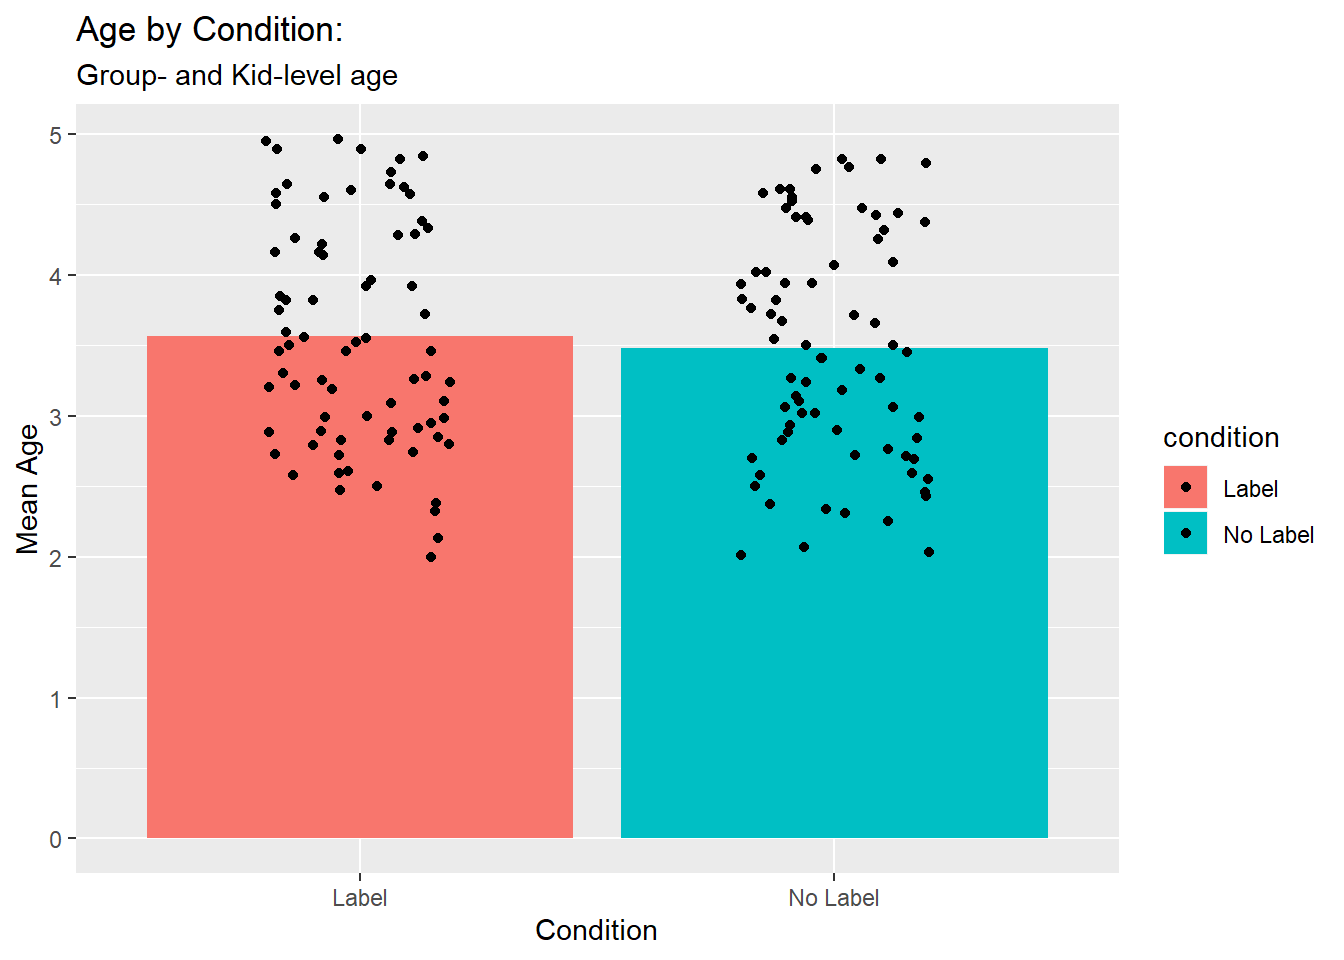 Age by Condition:
Group- and Kid-level age
5
4
3
2
1
0
Mean Age
Label
No Label
Condition
condition
Label
No Label